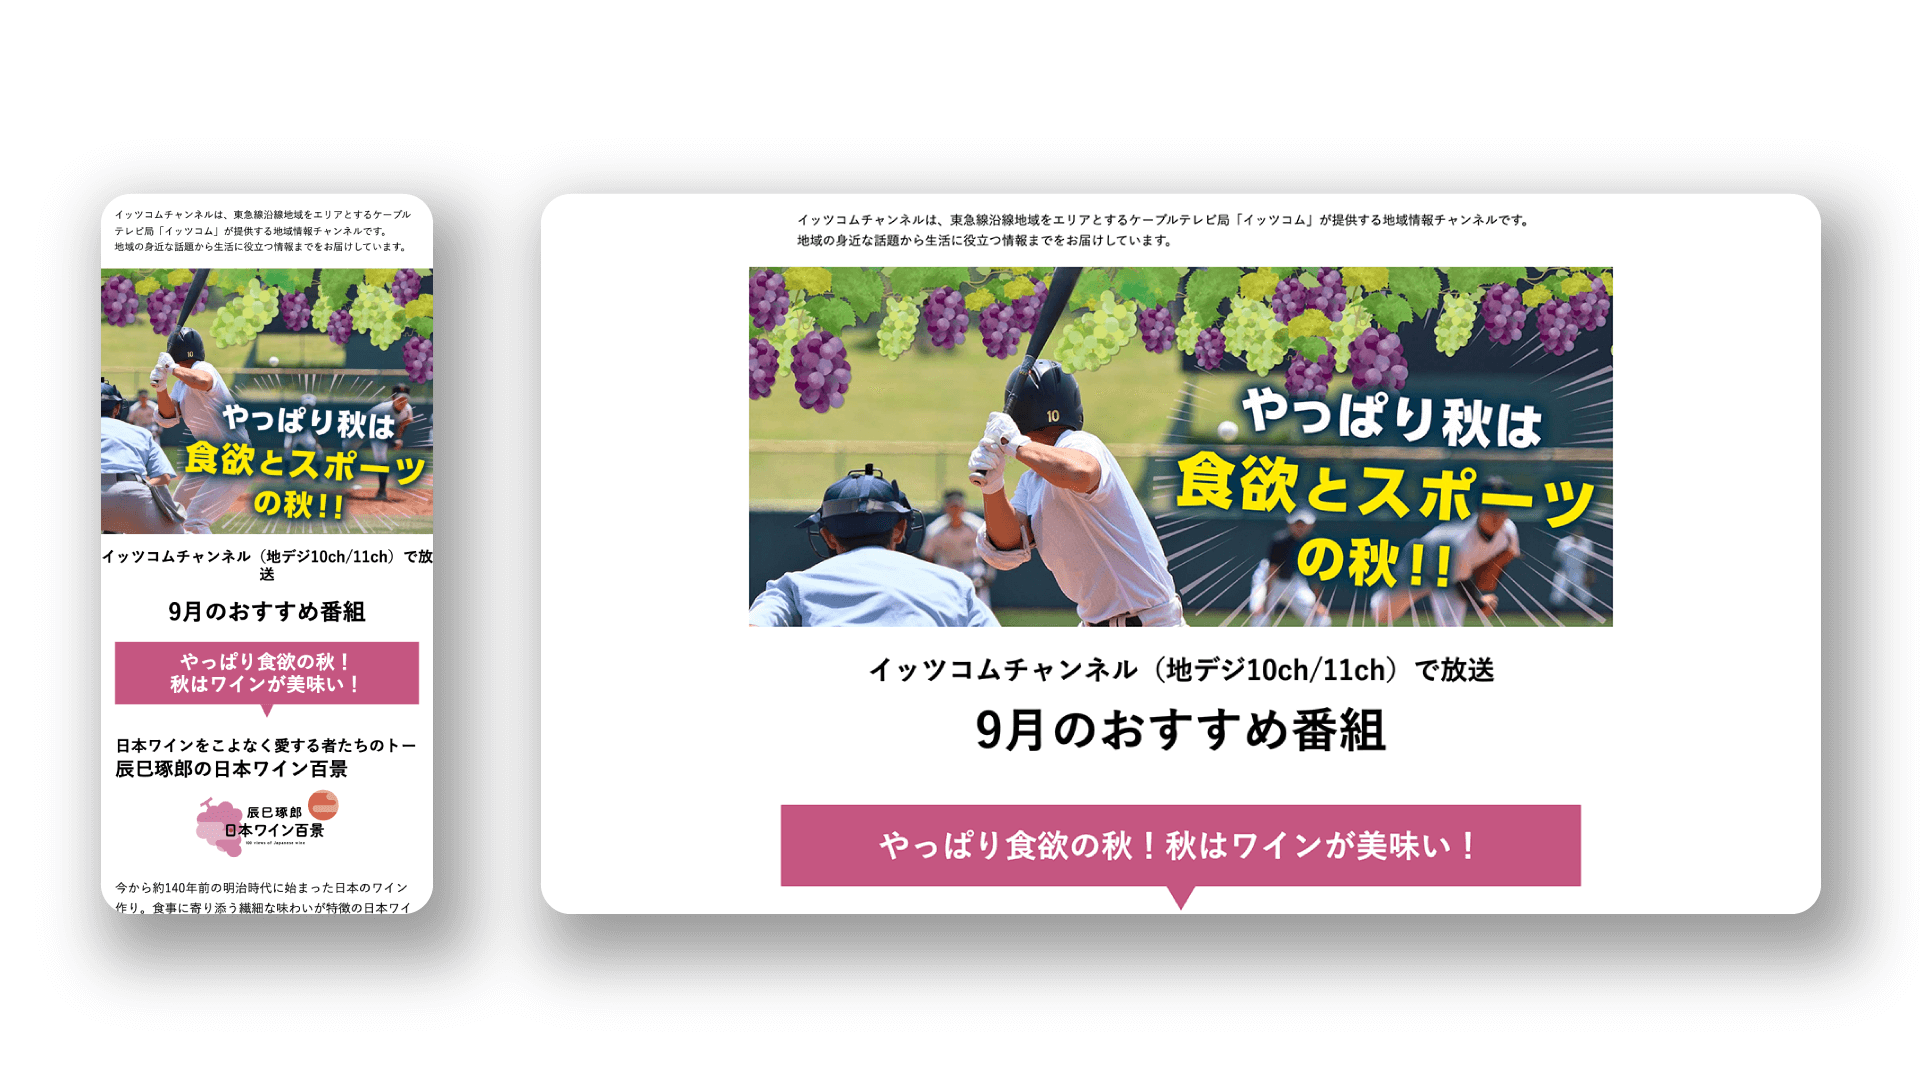 イッツコムチャンネルは、東急線沿線地域をエリアとするケーブル
テレビ局「イッツコム」が提供する地域情報チャンネルです。
地域の身近な話題から生活に役立つ情報までをお届けしています。
10
やっぱり秋は
食欲とスポーツ
の秋!!
イッツコムチャンネル（地デジ10ch/11ch）で放
送
9月のおすすめ番組
やっぱり食欲の秋！
秋はワインが美味い！
日本ワインをこよなく愛する者たちのトー
辰巳琢郎の日本ワイン百景
辰巳琢郎
日本ワイン百景
100 views of Japanese wine
今から約140年前の明治時代に始まった日本のワイン
作り。食事に寄り添う繊細な味わいが特徴の日本ワイ
イッツコムチャンネルは、東急線沿線地域をエリアとするケーブルテレビ局「イッツコム」が提供する地域情報チャンネルです。
地域の身近な話題から生活に役立つ情報までをお届けしています。
10
やっぱり秋は
食欲とスポーツ
の秋!!
イッツコムチャンネル（地デジ10ch/11ch）で放送
9月のおすすめ番組
やっぱり食欲の秋！秋はワインが美味い！